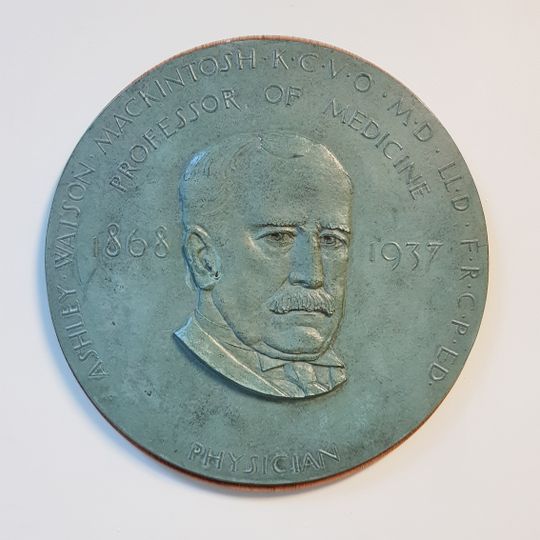 ASHLEY · WATSON · MACKINTOSH · K · C · V · O · M · D · LL · D · F · R · C · P · ED.
PROFESSOR OF MEDICINE
1868 1937
PHYSICIAN